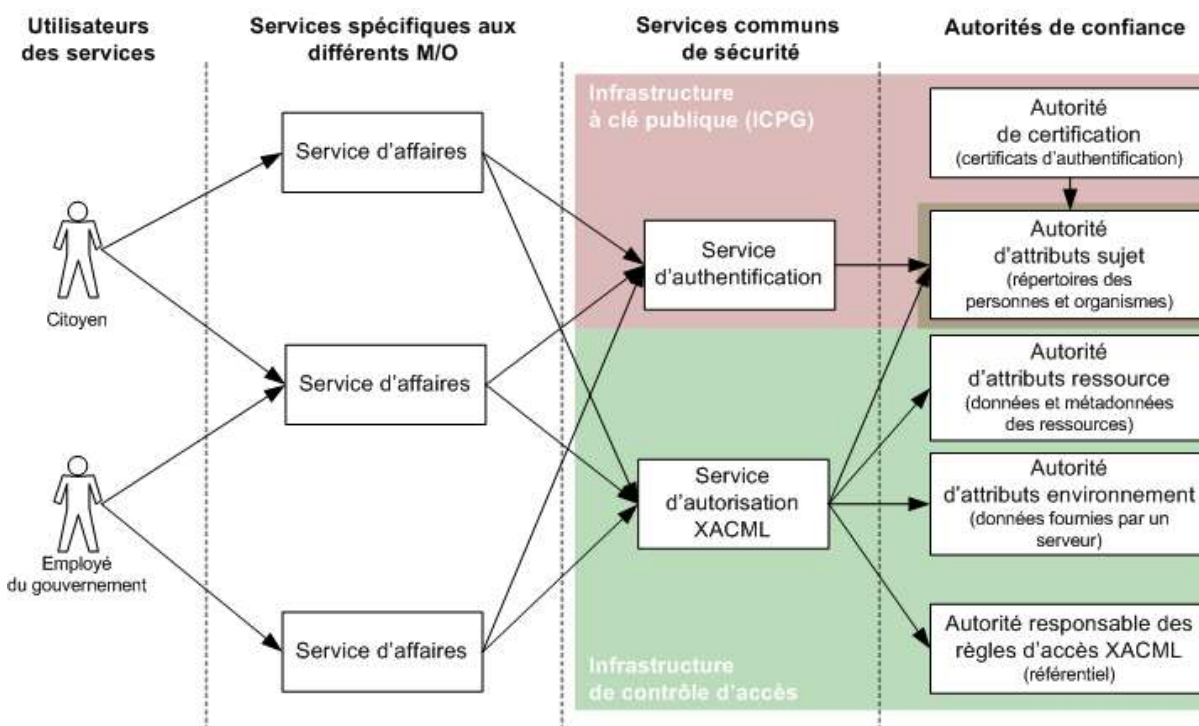 Utilisateurs
des services
Services spécifiques aux
différents M/O
Services communs
de sécurité
Autorités de confiance
Infrastructure
à clé publique (ICPG)
Autorité
de certification
(certificats d'authentification)
Service d'affaires
Service
d'authentification
Autorité
d'attributs sujet
(répertoires des
personnes et organismes)
Citoyen
Service d'affaires
Autorité
d'attributs ressource
(données et métadonnées
des ressources)
Service
d'autorisation
XACML
Autorité
d'attributs environnement
(données fournies par un
serveur)
Employé
du gouvernement
Service d'affaires
Autorité responsable des
règles d'accès XACML
(référentiel)
Infrastructure
de contrôle d'accès